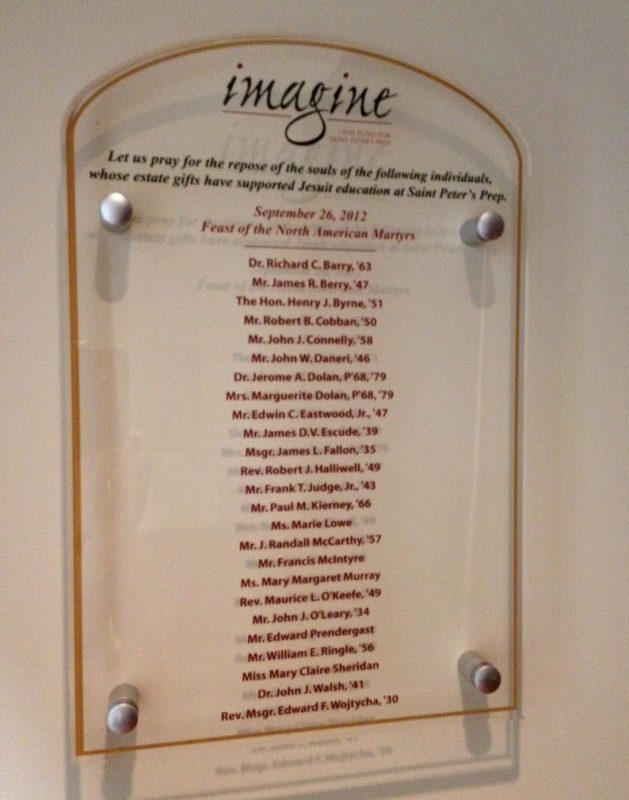 imagine
THE FUND FOR
SAINT PETER'S PREP
Let us pray for the repose of the souls of the following individuals,
whose estate gifts have supported Jesuit education at Saint Peter's Prep.
September 26, 2012
Feast of the North American Martyrs
Dr. Richard C. Barry, '63
Mr. James R. Berry, '47
The Hon. Henry J. Byrne, '51
Mr. Robert B. Cobban, '50
Mr. John J. Connelly, '58
Mr. John W. Daneri, '46
Dr. Jerome A. Dolan, P'68, '79
Mrs. Marguerite Dolan, P'68, '79
Mr. Edwin C. Eastwood, Jr., '47
Mr. James D.V. Escude, '39
Msgr. James L. Fallon, '35
Rev. Robert J. Halliwell, '49
Mr. Frank T. Judge, Jr., '43
Mr. Paul M. Kierney, '66
Ms. Marie Lowe
Mr. J. Randall McCarthy, '57
Mr. Francis McIntyre
Ms. Mary Margaret Murray
Rev. Maurice L. O'Keefe, '49
Mr. John J. O'Leary, '34
Mr. Edward Prendergast
Mr. William E. Ringle, '56
Miss Mary Claire Sheridan
Dr. John J. Walsh, '41
Rev. Msgr. Edward F. Wojtycha, '30